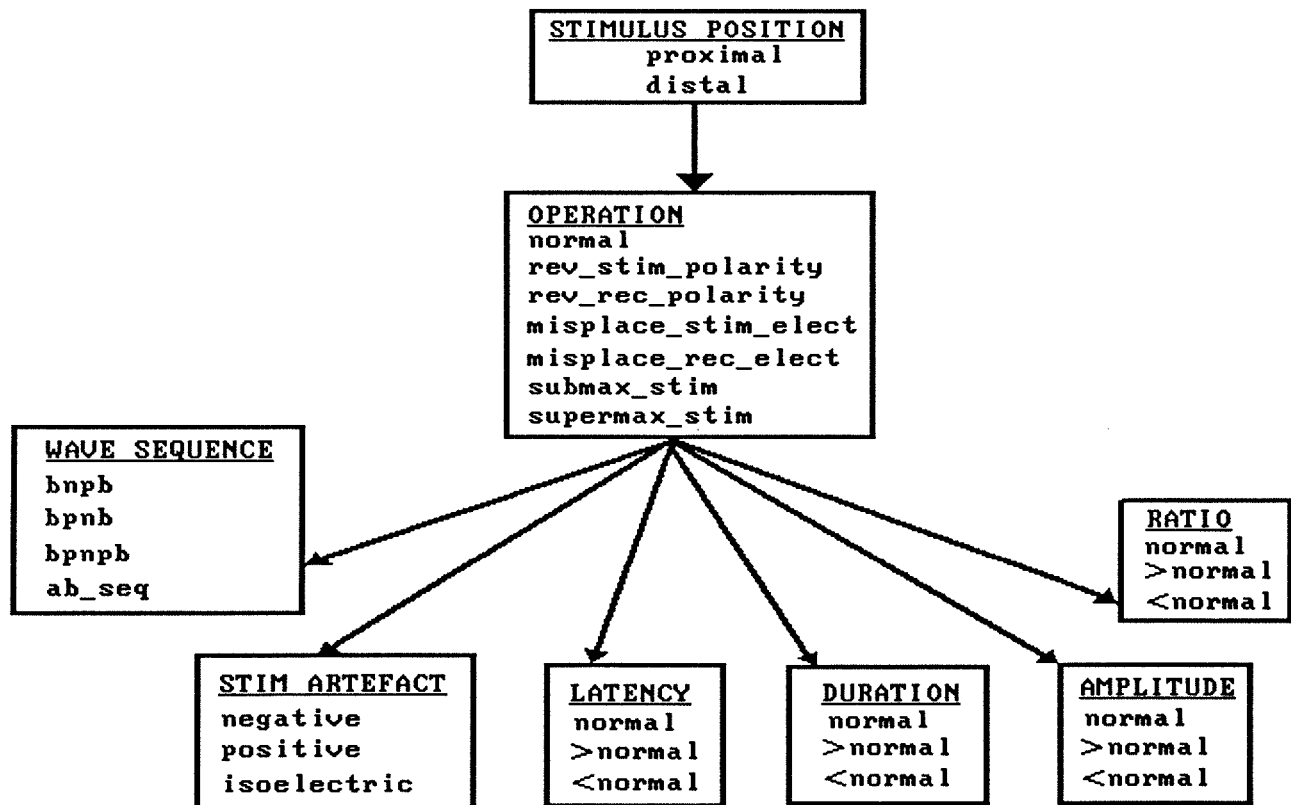 STIMULUS POSITION
proximal
distal
OPERATION
normal
rev_stim_polarity
rev_rec_polarity
misplace_stim_elect
misplace_rec_elect
submax_stim
supermax_stim
WAVE SEQUENCE
bnpb
bpnb
bpnpb
ab_seq
STIM ARTEFACT
negative
positive
isoelectric
LATENCY
normal
>normal
<normal
DURATION
normal
>normal
<normal
AMPLITUDE
normal
>normal
<normal
RATIO
normal
>normal
<normal